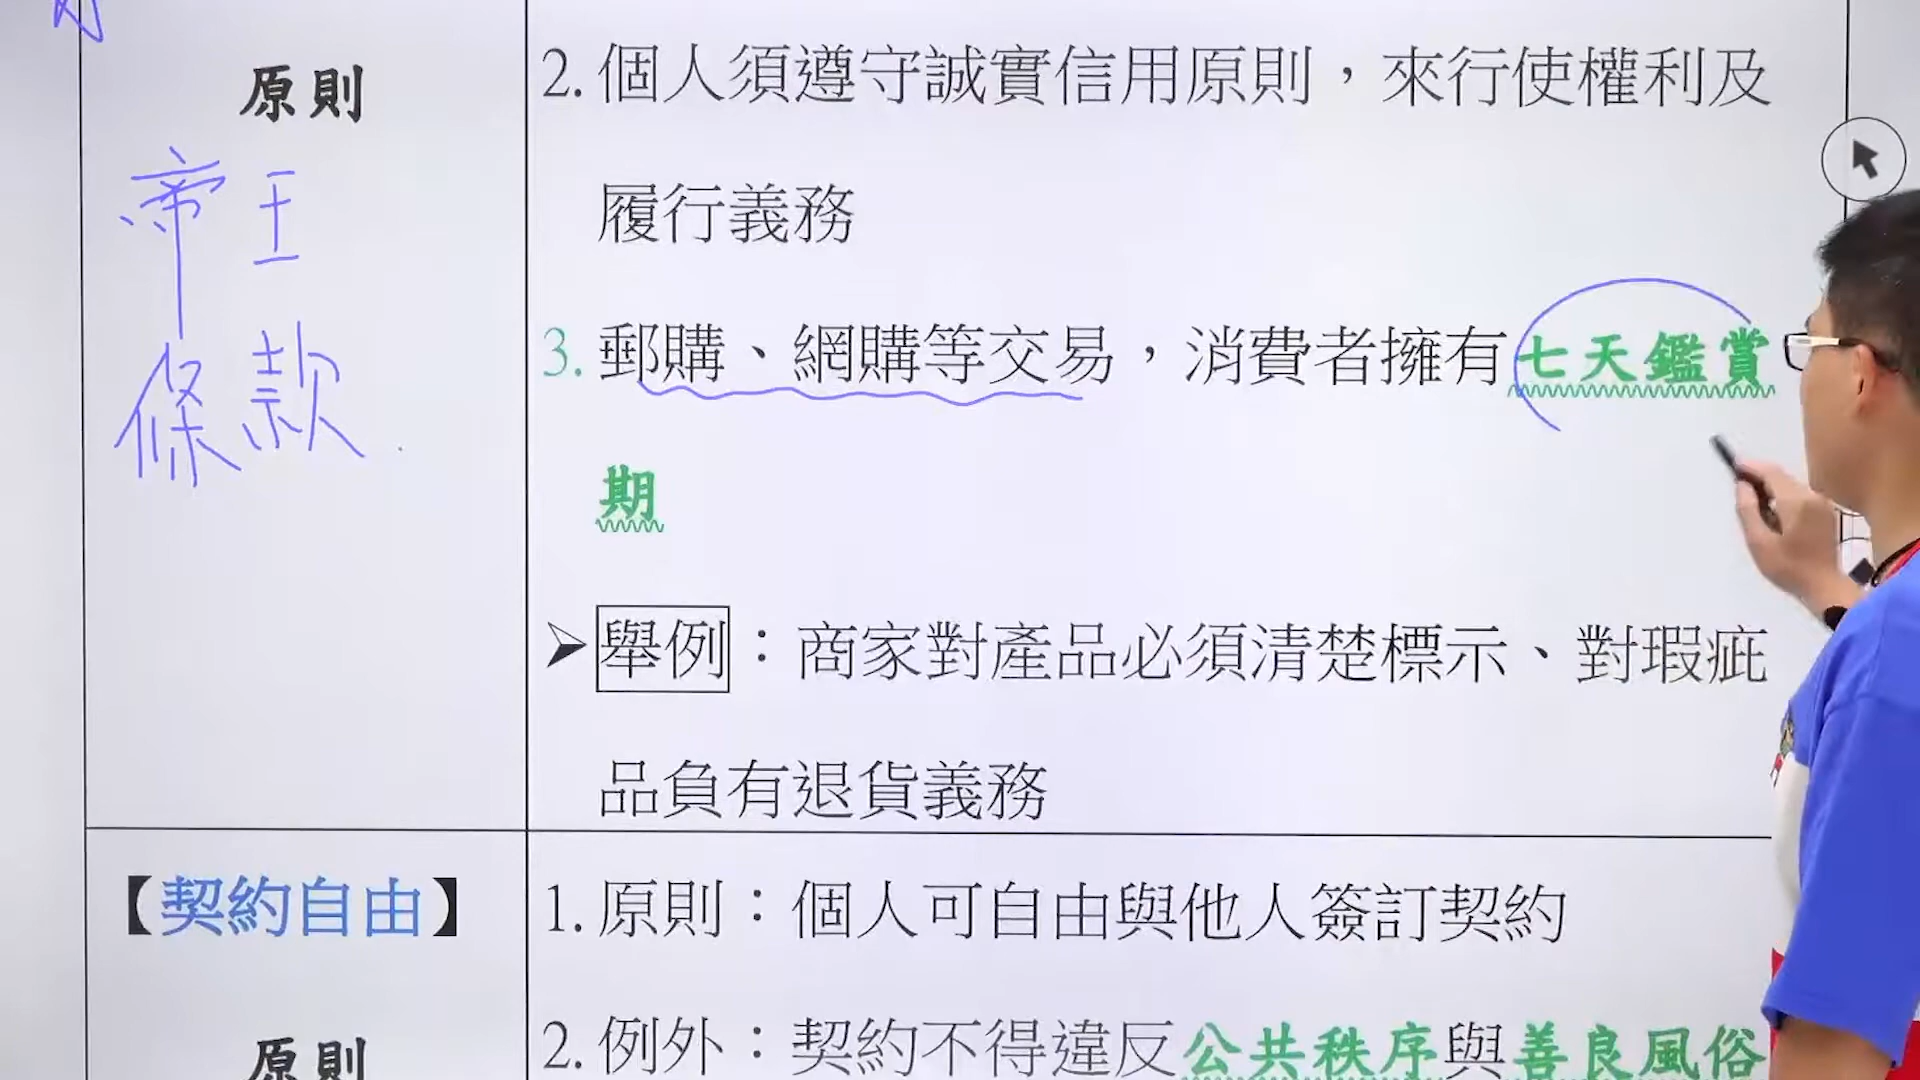 原則
帝王
條款
2. 個人須遵守誠實信用原則，來行使權利及
履行義務
3. 郵購、網購等交易，消費者擁有七天鑑賞
期
➢舉例：商家對產品必須清楚標示、對瑕疵
品負有退貨義務
【契約自由】
原則
1. 原則：個人可自由與他人簽訂契約
2. 例外：契約不得違反公共秩序與善良風俗